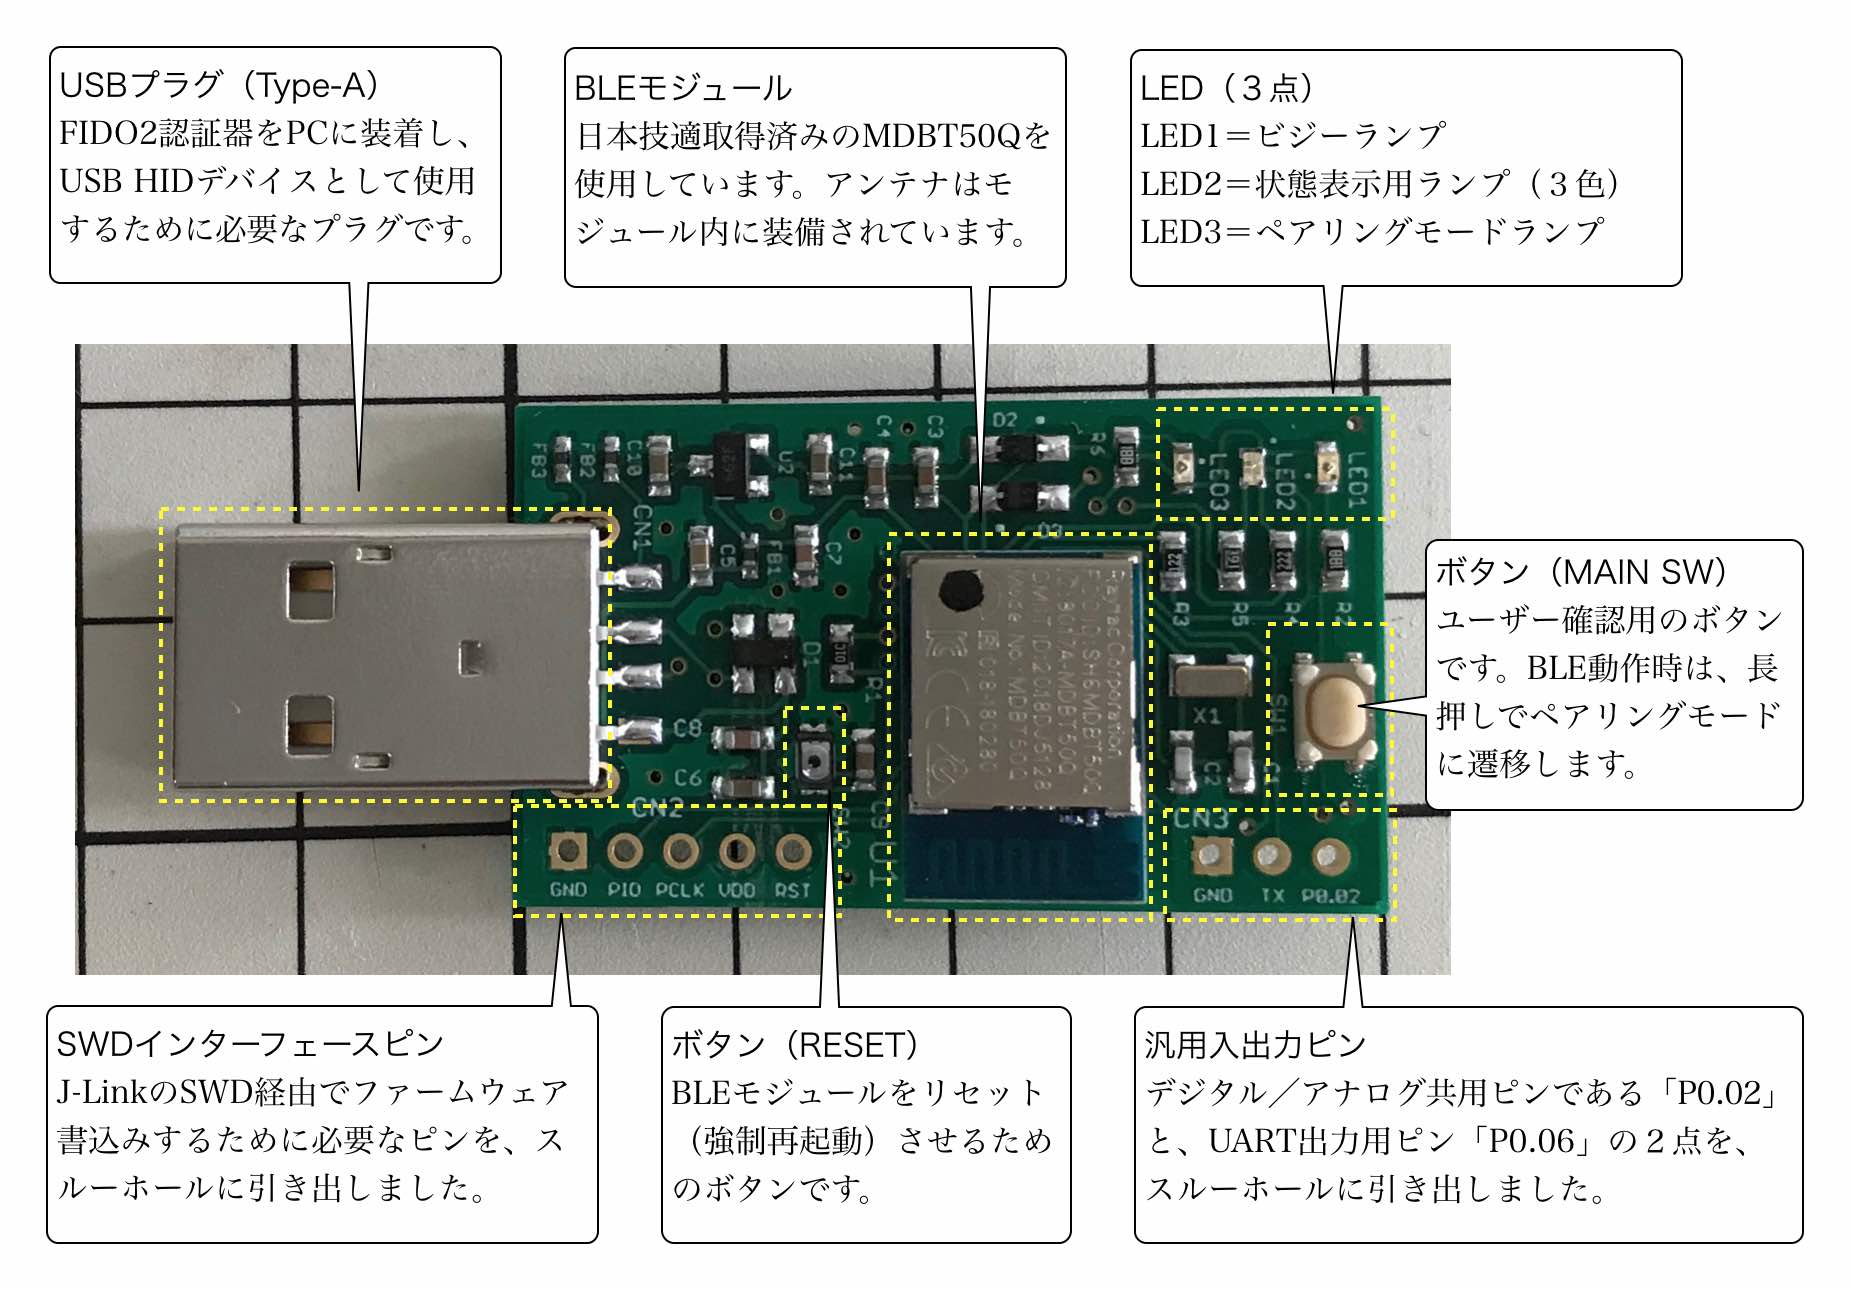 USBプラグ（Type-A）
FIDO2認証器をPCに装着し、
USB HIDデバイスとして使用
するために必要なプラグです。
BLEモジュール
日本技適取得済みのMDBT50Qを
使用しています。アンテナはモ
ジュール内に装備されています。
LED（３点）
LED1＝ビジーランプ
LED2＝状態表示用ランプ（３色）
LED3＝ペアリングモードランプ
FB3
FB2
C10
U2
C11
C4
C3
D2
R6
LED3
LED2
LED1
CN1
C5
FB1
C7
R3
R5
R4
R2
D1
R1
C8
C6
Raytac Corporation
Model No.:MDBT50Q
X1
SW1
C2
C1
CN2
C9
U1
CN3
GND PIO PCLK VDD RST
GND TX P0.02
ボタン（MAIN SW）
ユーザー確認用のボタン
です。BLE動作時は、長
押しでペアリングモード
に遷移します。
SWDインターフェースピン
J-LinkのSWD経由でファームウェア
書込みするために必要なピンを、ス
ルーホールに引き出しました。
ボタン（RESET）
BLEモジュールをリセット
（強制再起動）させるため
のボタンです。
汎用入出力ピン
デジタル／アナログ共用ピンである「P0.02」
と、UART出力用ピン「P0.06」の２点を、
スルーホールに引き出しました。